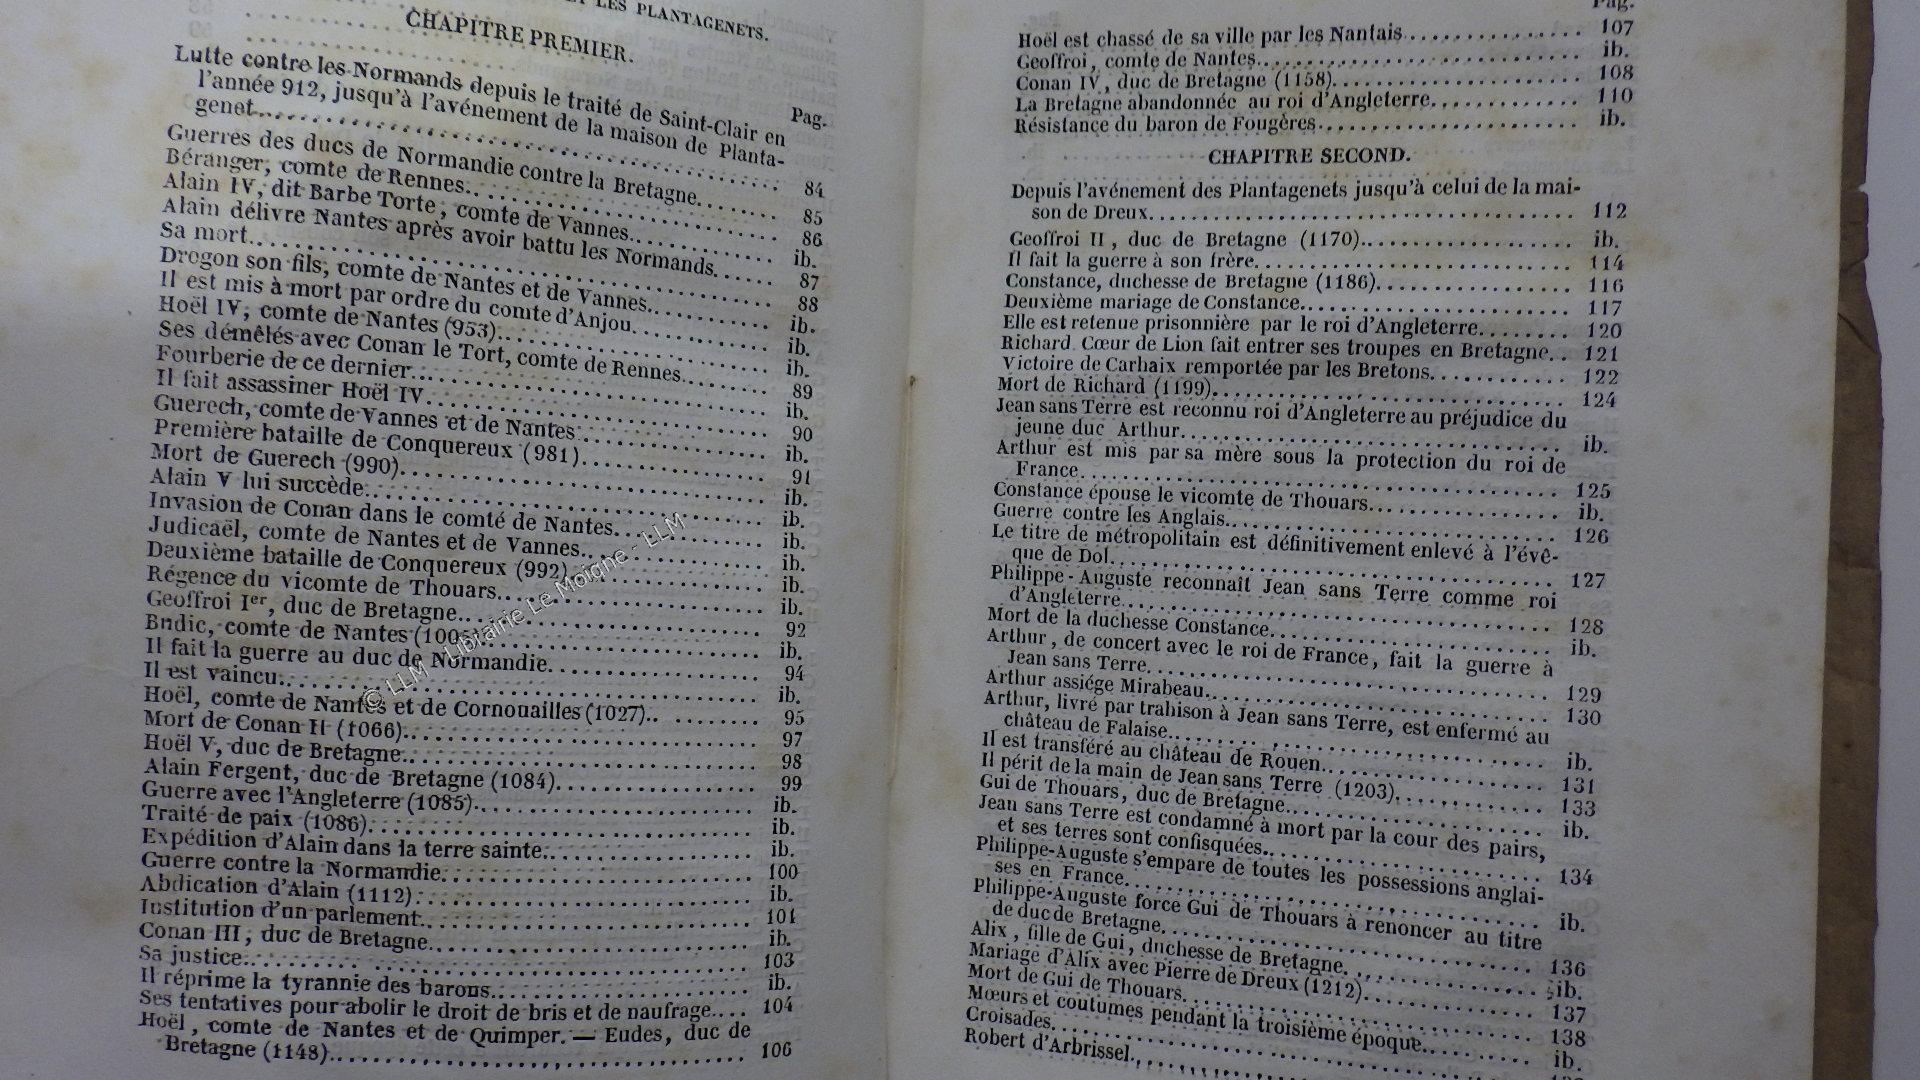 ET LES PLANTAGENETS.
CHAPITRE PREMIER.
Pag.
Lutte contre les Normands depuis le traité de Saint-Clair en
l'année 912, jusqu'à l'avénement de la maison de Planta-
genet. 84
Guerres des ducs de Normandie contre la Bretagne. 85
Béranger, comte de Rennes. 86
Alain IV, dit Barbe Torte, comte de Vannes. ib.
Alain délivre Nantes après avoir battu les Normands. 87
Sa mort. 88
Drogon son fils, comte de Nantes et de Vannes. ib.
Il est mis à mort par ordre du comte d'Anjou. ib.
Hoël IV, comte de Nantes (953). ib.
Ses démêlés avec Conan le Tort, comte de Rennes. 89
Fourberie de ce dernier. ib.
Il fait assassiner Hoël IV. 90
Guerech, comte de Vannes et de Nantes. ib.
Première bataille de Conquereux (981). 91
Mort de Guerech (990). ib.
Alain V lui succède. ib.
Invasion de Conan dans le comté de Nantes. ib.
Judicaël, comte de Nantes et de Vannes. ib.
Deuxième bataille de Conquereux (992). ib.
Régence du vicomte de Thouars. ib.
Geoffroi Ier, duc de Bretagne. 92
Budic, comte de Nantes (100 ib.
Il fait la guerre au duc de Normandie. 94
Il est vaincu. ib.
Hoël, comte de Nantes et de Cornouailles (1027). 95
Mort de Conan II (1066). 97
Hoël V, duc de Bretagne. 98
Alain Fergent, duc de Bretagne (1084). 99
Guerre avec l'Angleterre (1085). ib.
Traité de paix (1086). ib.
Expédition d'Alain dans la terre sainte. ib.
Guerre contre la Normandie. 100
Abdication d'Alain (1112). ib.
Institution d'un parlement. 101
Conan III, duc de Bretagne. ib.
Sa justice. 103
Il réprime la tyrannie des barons. ib.
Ses tentatives pour abolir le droit de bris et de naufrage. 104
Hoël, comte de Nantes et de Quimper. — Eudes, duc de
Bretagne (1148). 106
© LLM - Librairie Le Moigne - LLM
Pag.
Hoël est chassé de sa ville par les Nantais. 107
Geoffroi, comte de Nantes. ib.
Conan IV, duc de Bretagne (1158). 108
La Bretagne abandonnée au roi d'Angleterre. 110
Résistance du baron de Fougères. ib.
CHAPITRE SECOND.
Depuis l'avénement des Plantagenets jusqu'à celui de la mai-
son de Dreux. 112
Geoffroi II, duc de Bretagne (1170). ib.
Il fait la guerre à son frère. 114
Constance, duchesse de Bretagne (1186). 116
Deuxième mariage de Constance. 117
Elle est retenue prisonnière par le roi d'Angleterre. 120
Richard Cœur de Lion fait entrer ses troupes en Bretagne. 121
Victoire de Carhaix remportée par les Bretons. 122
Mort de Richard (1199). 124
Jean sans Terre est reconnu roi d'Angleterre au préjudice du
jeune duc Arthur. ib.
Arthur est mis par sa mère sous la protection du roi de
France. 125
Constance épouse le vicomte de Thouars. ib.
Guerre contre les Anglais. 126
Le titre de métropolitain est définitivement enlevé à l'évê-
que de Dol. 127
Philippe-Auguste reconnaît Jean sans Terre comme roi
d'Angleterre. 128
Mort de la duchesse Constance. ib.
Arthur, de concert avec le roi de France, fait la guerre à
Jean sans Terre. 129
Arthur assiége Mirabeau. 130
Arthur, livré par trahison à Jean sans Terre, est enfermé au
château de Falaise. ib.
Il est transféré au château de Rouen. 131
Il périt de la main de Jean sans Terre (1203). 133
Gui de Thouars, duc de Bretagne. ib.
Jean sans Terre est condamné à mort par la cour des pairs,
et ses terres sont confisquées. 134
Philippe-Auguste s'empare de toutes les possessions anglai-
ses en France. ib.
Philippe-Auguste force Gui de Thouars à renoncer au titre
de duc de Bretagne. 136
Alix, fille de Gui, duchesse de Bretagne. ib.
Mariage d'Alix avec Pierre de Dreux (1212). 137
Mort de Gui de Thouars. 138
Mœurs et coutumes pendant la troisième époque. ib.
Croisades.
Robert d'Arbrissel.